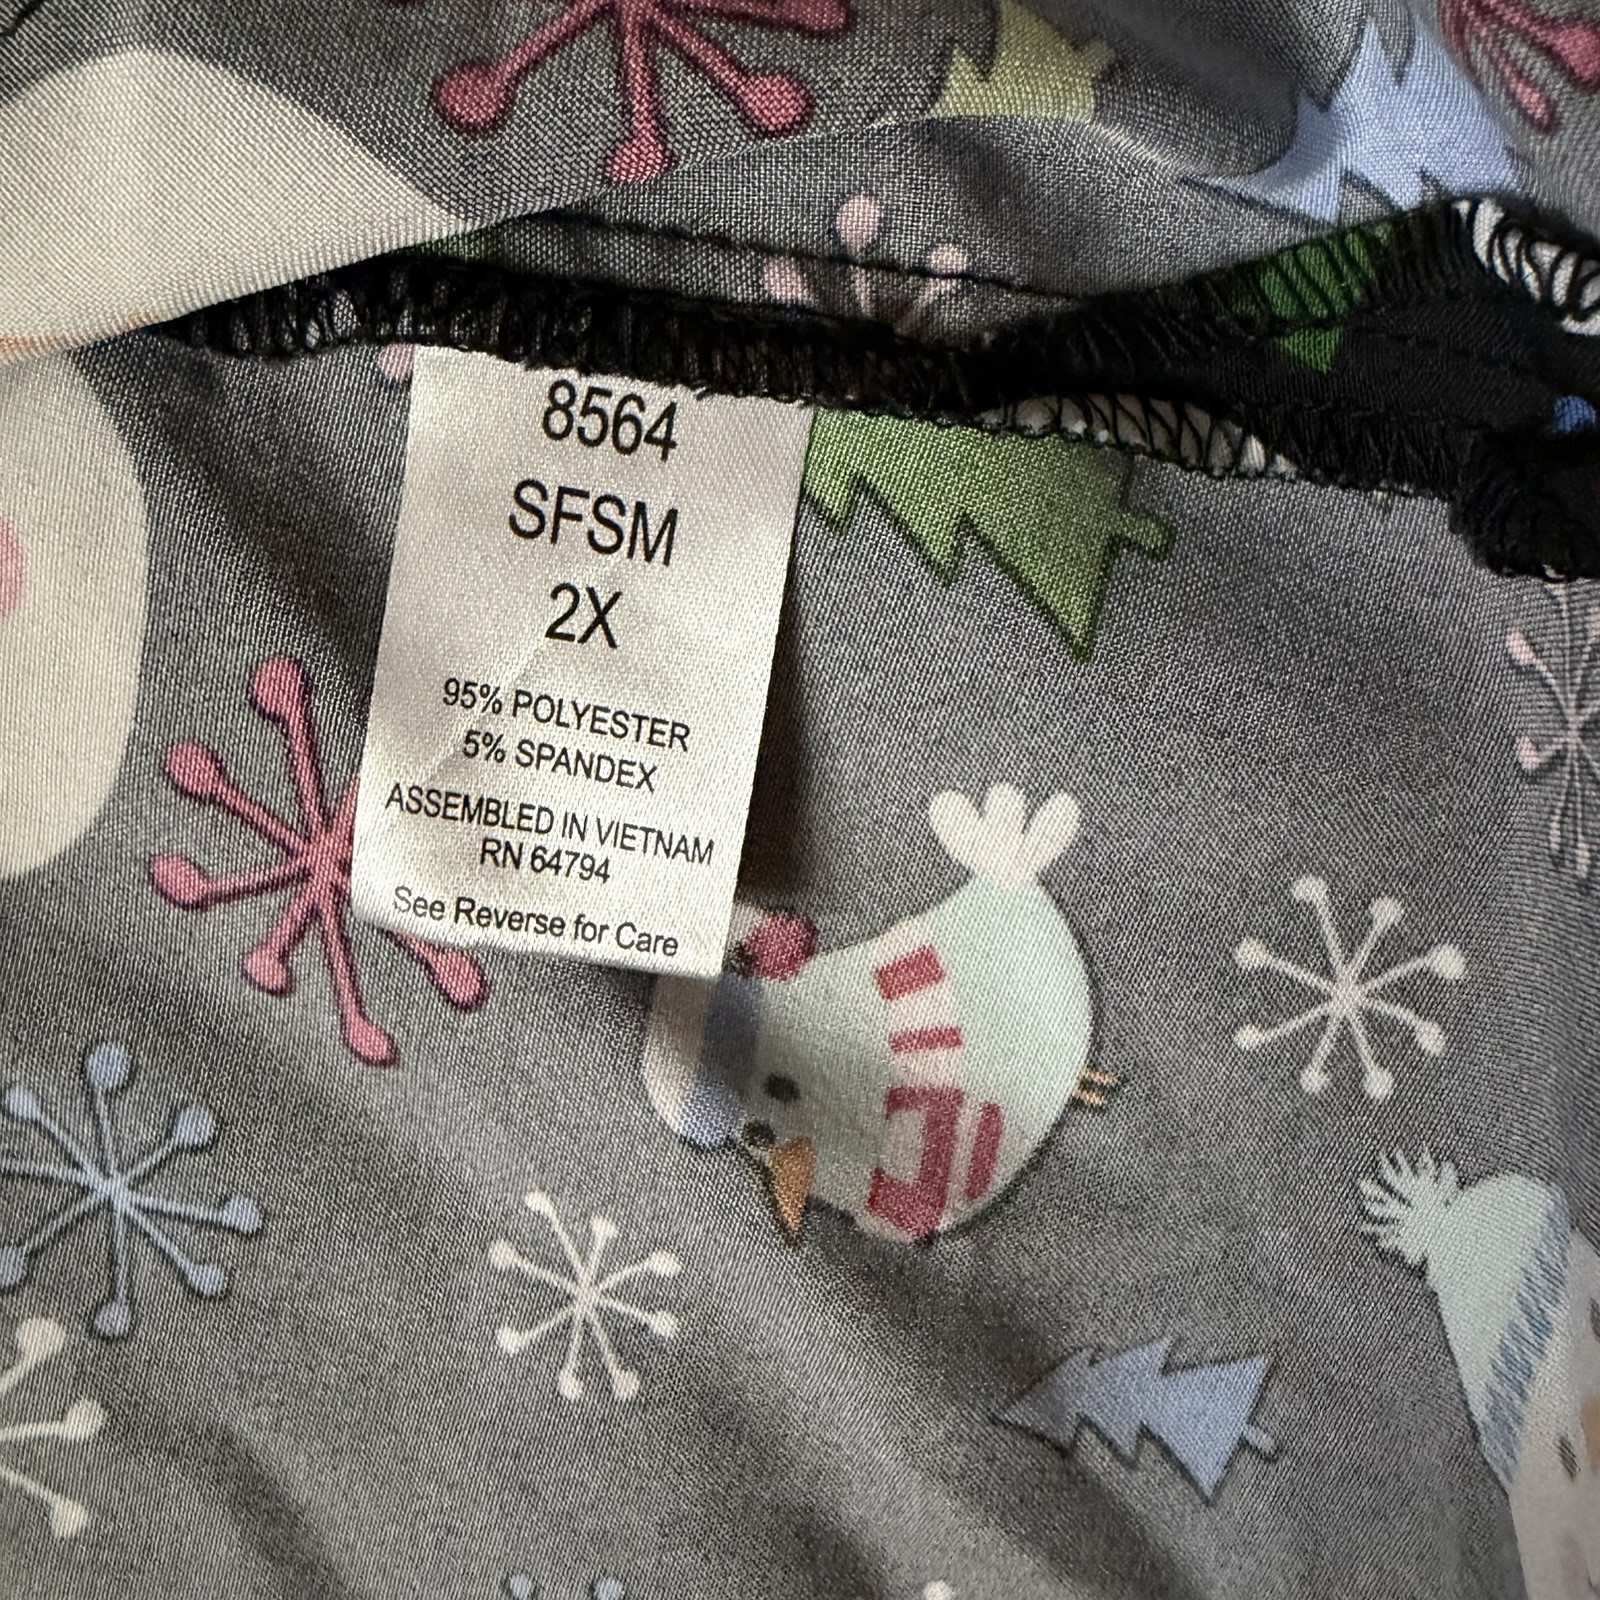 8564
SFSM
2X
95% POLYESTER
5% SPANDEX
ASSEMBLED IN VIETNAM
RN 64794
See Reverse for Care